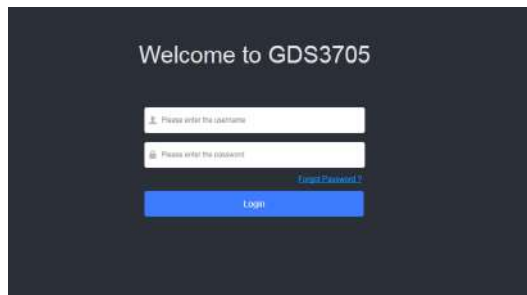 Welcome to GDS3705
Please enter the username
Please enter the password
Forgot Password ?
Login